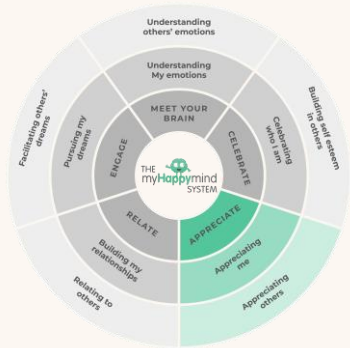 Understanding
others' emotions
Understanding
My emotions
MEET YOUR
BRAIN
Building self esteem
in others
Celebrating
who I am
CELEBRATE
Facilitating others'
dreams
Pursuing my
dreams
ENGAGE
THE
myHappymind
SYSTEM
RELATE
Building my
relationships
Relating to
others
APPRECIATE
Appreciating
me
Appreciating
others